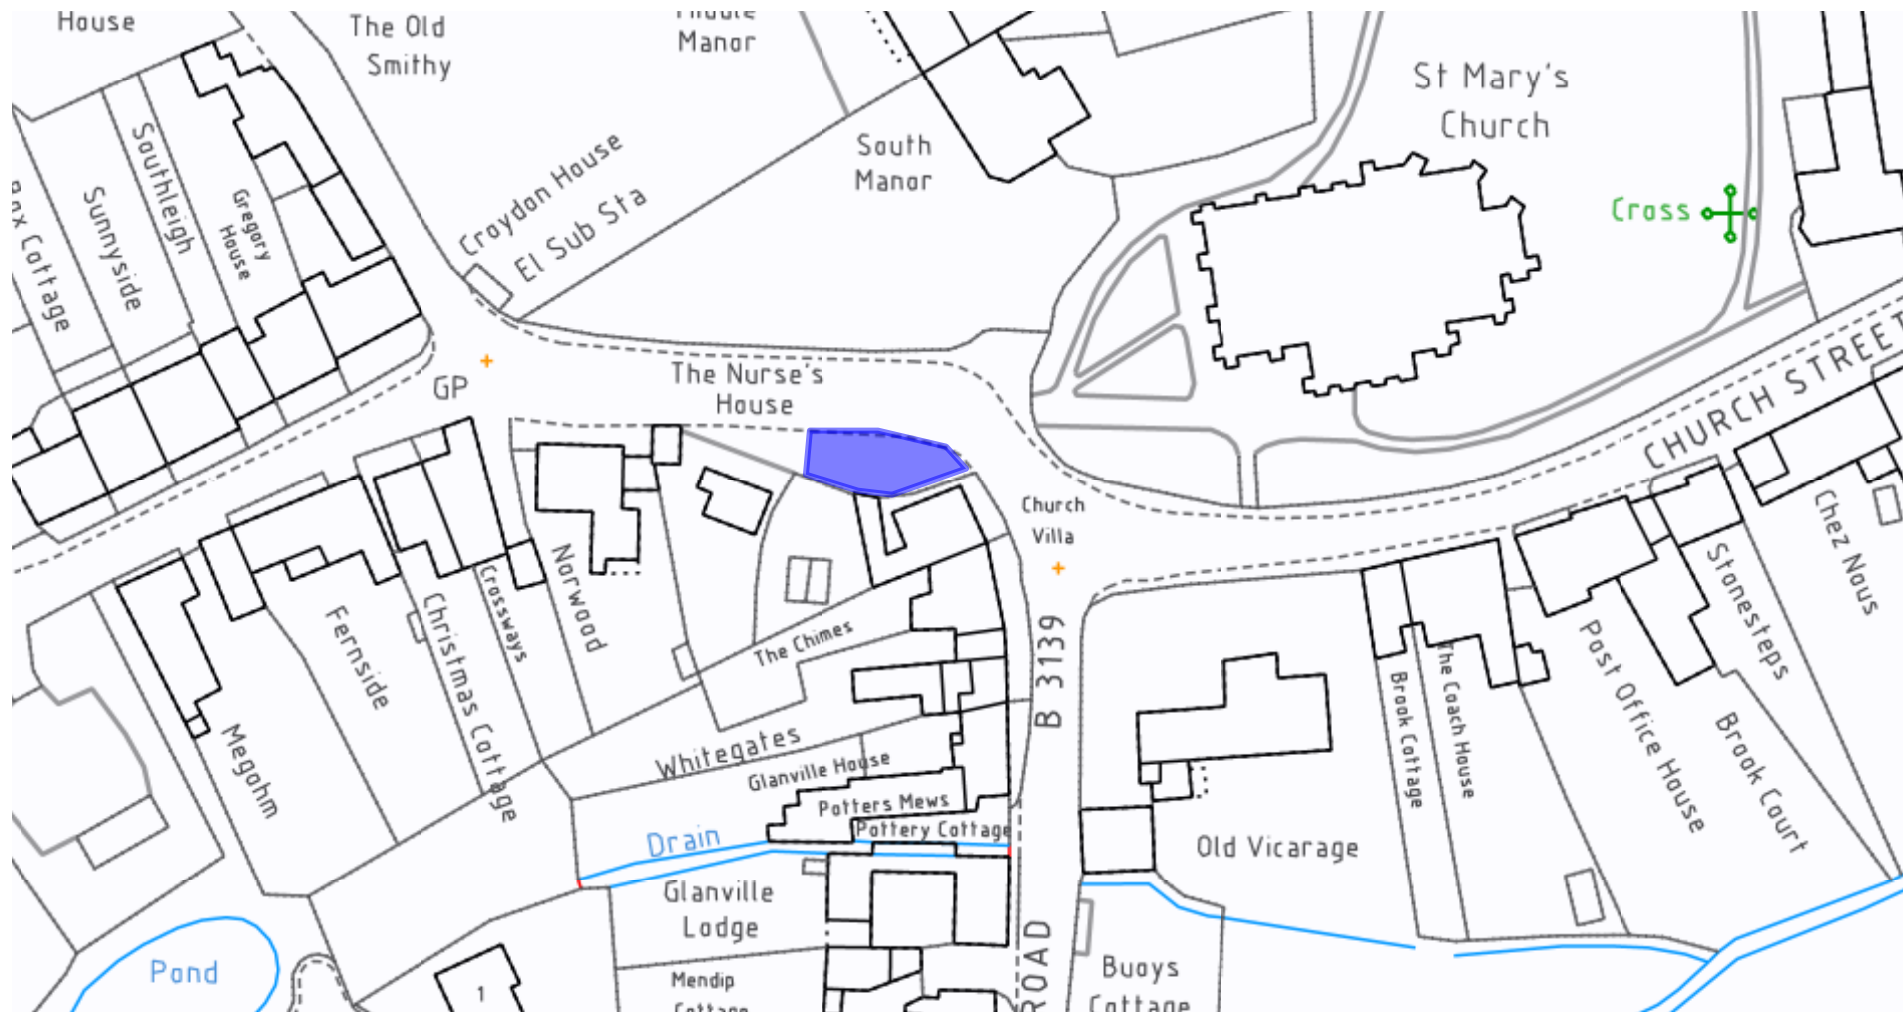 House
The Old
Smithy
Manor
South
Manor
St Mary's
Church
Cross
Croydon House
El Sub Sta
Southleigh
Sunnyside
Gregory
House
Cottage
GP
The Nurse's
House
CHURCH STREET
Church
Villa
Chez Nous
Stonesteps
Norwood
Crossways
Christmas Cottage
Fernside
Megohm
The Chimes
B 3139
Brook Cottage
The Coach House
Post Office House
Brook Court
Whitegates
Glanville House
Potters Mews
Pottery Cottage
Drain
Old Vicarage
Glanville
Lodge
ROAD
Pond
Mendip
Buoys
Cottage
1